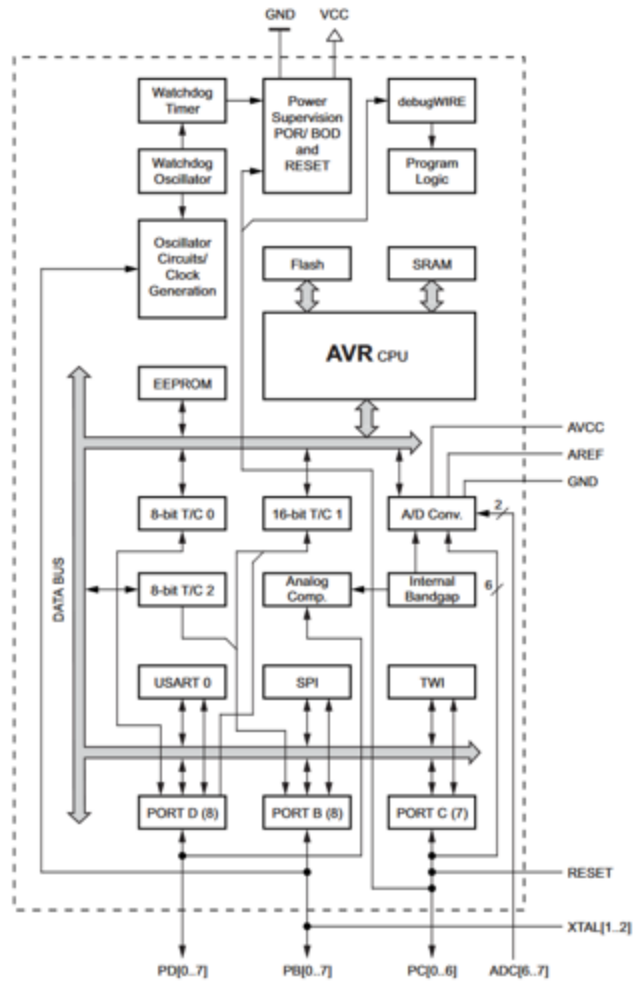 GND VCC
Watchdog
Timer
Power
Supervision
POR/ BOD
and
RESET
debugWIRE
Watchdog
Oscillator
Program
Logic
Oscillator
Circuits/
Clock
Generation
Flash
SRAM
AVR CPU
EEPROM
AVCC
AREF
GND
8-bit T/C 0
16-bit T/C 1
A/D Conv.
2
DATA BUS
8-bit T/C 2
Analog
Comp.
Internal
Bandgap
6
USART 0
SPI
TWI
PORT D (8)
PORT B (8)
PORT C (7)
RESET
XTAL[1..2]
PD[0..7]
PB[0..7]
PC[0..6]
ADC[6..7]